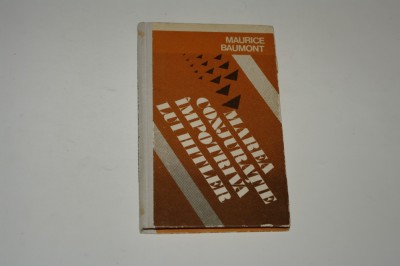 MAURICE
BAUMONT
MAREA
CONJURAȚIE
ÎMPOTRIVA
LUI HITLER